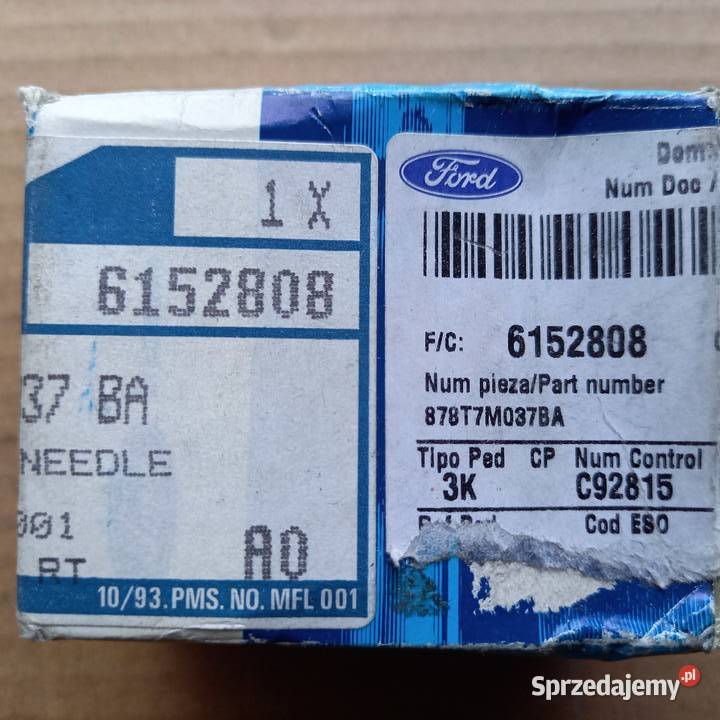 1 X
6152808
37 BA
NEEDLE
001
RT
A0
10/93.PMS. NO. MFL 001
Ford
Num Doc
F/C: 6152808
Num pieza/Part number
878T7M037BA
Tipo Ped CP Num Control
3K C92815
Cod ESO
Sprzedajemy.pl